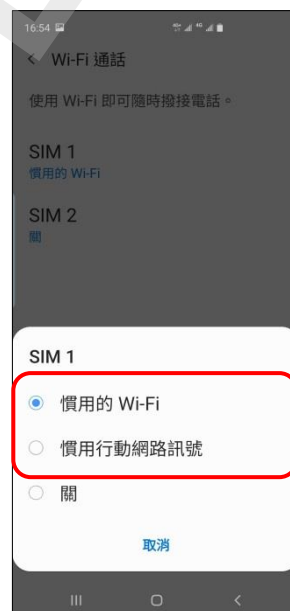 16:54
Wi-Fi 通話
使用 Wi-Fi 即可隨時撥接電話。
SIM 1
慣用的 Wi-Fi
SIM 2
關
SIM 1
慣用的 Wi-Fi
慣用行動網路訊號
關
取消